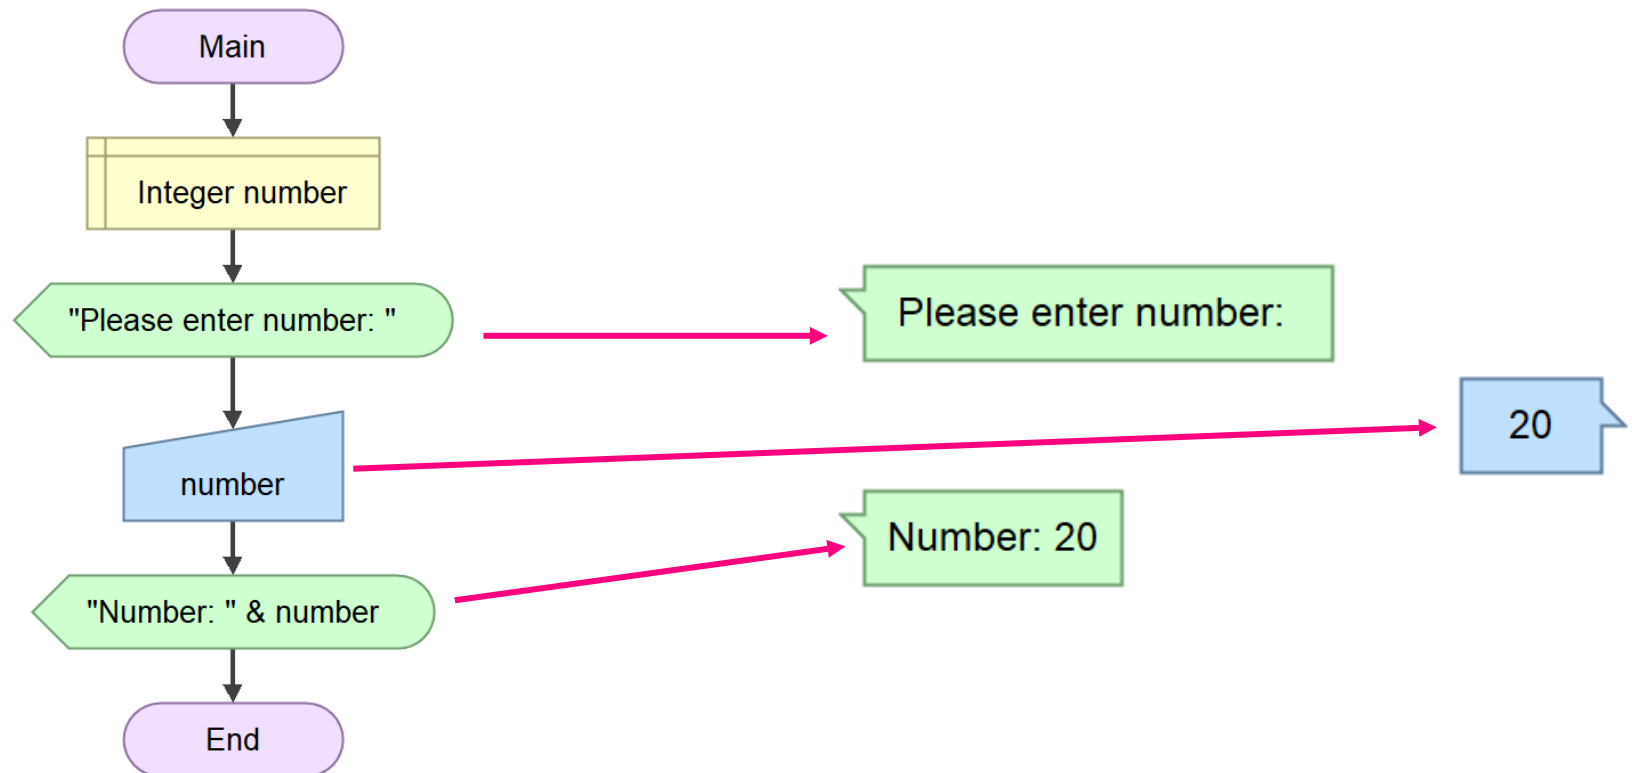 Main
Integer number
"Please enter number: "
Please enter number:
number
20
"Number: " & number
Number: 20
End